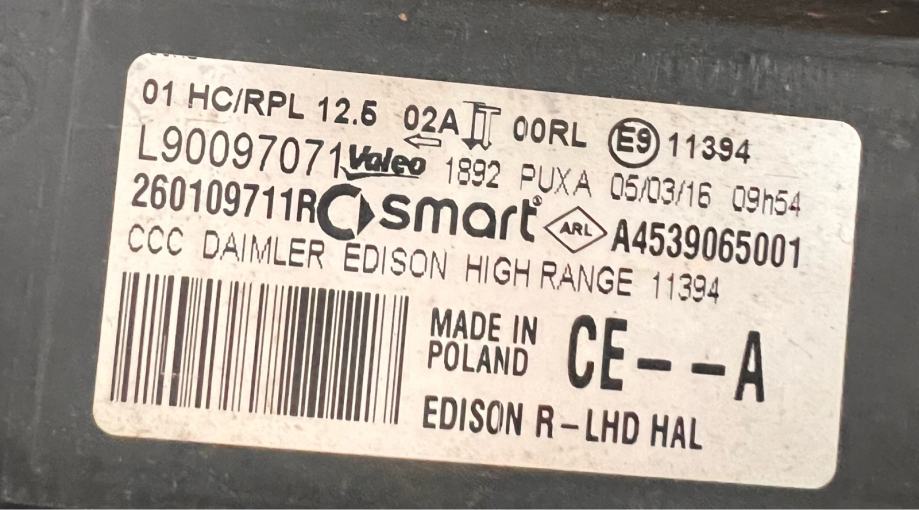 01 HC/RPL 12.5 02A 00RL E9 11394
L90097071 Valeo 1892 PUXA 05/03/16 09h54
260109711R smart® ARL A4539065001
CCC DAIMLER EDISON HIGH RANGE 11394
MADE IN
POLAND
CE--A
EDISON R-LHD HAL